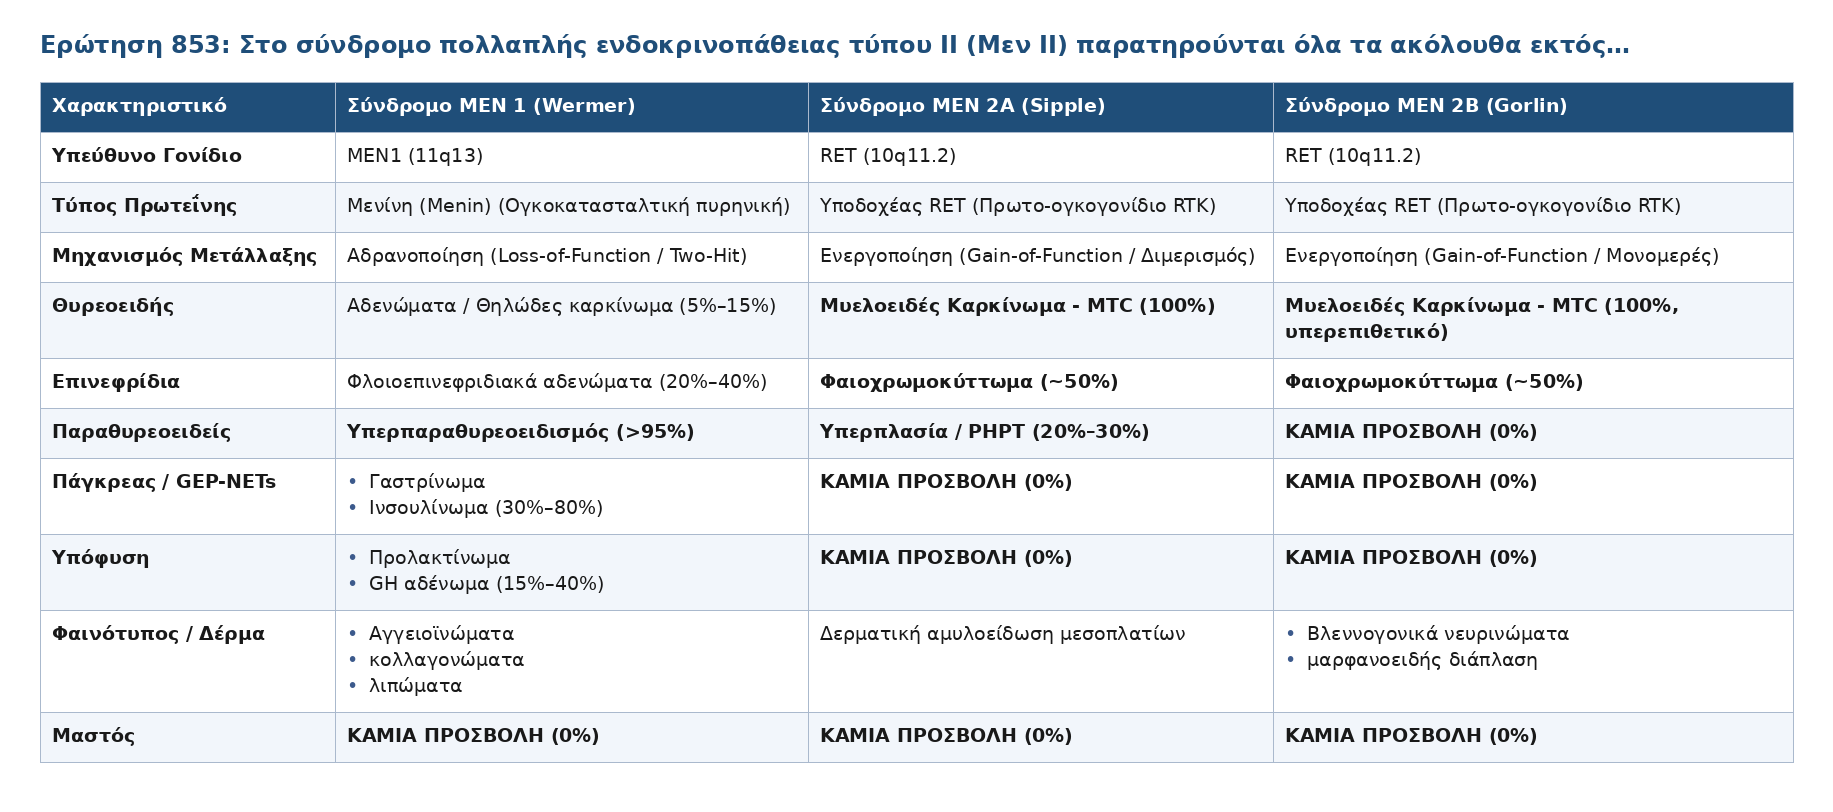 Ερώτηση 853: Στο σύνδρομο πολλαπλής ενδοκρινοπάθειας τύπου ΙΙ (Μεν ΙΙ) παρατηρούνται όλα τα ακόλουθα εκτός...
Χαρακτηριστικό Σύνδρομο MEN 1 (Wermer) Σύνδρομο MEN 2A (Sipple) Σύνδρομο MEN 2B (Gorlin)
Υπεύθυνο Γονίδιο MEN1 (11q13) RET (10q11.2) RET (10q11.2)
Τύπος Πρωτεΐνης Μενίνη (Menin) (Ογκοκατασταλτική πυρηνική) Υποδοχέας RET (Πρωτο-ογκογονίδιο RTK) Υποδοχέας RET (Πρωτο-ογκογονίδιο RTK)
Μηχανισμός Μετάλλαξης Αδρανοποίηση (Loss-of-Function / Two-Hit) Ενεργοποίηση (Gain-of-Function / Διμερισμός) Ενεργοποίηση (Gain-of-Function / Μονομερές)
Θυρεοειδής Αδενώματα / Θηλώδες καρκίνωμα (5%–15%) Μυελοειδές Καρκίνωμα - MTC (100%) Μυελοειδές Καρκίνωμα - MTC (100%,
υπερεπιθετικό)
Επινεφρίδια Φλοιοεπινεφριδιακά αδενώματα (20%–40%) Φαιοχρωμοκύττωμα (~50%) Φαιοχρωμοκύττωμα (~50%)
Παραθυρεοειδείς Υπερπαραθυρεοειδισμός (>95%) Υπερπλασία / PHPT (20%–30%) ΚΑΜΙΑ ΠΡΟΣΒΟΛΗ (0%)
Πάγκρεας / GEP-NETs • Γαστρίνωμα ΚΑΜΙΑ ΠΡΟΣΒΟΛΗ (0%) ΚΑΜΙΑ ΠΡΟΣΒΟΛΗ (0%)
• Ινσουλίνωμα (30%–80%)
Υπόφυση • Προλακτίνωμα ΚΑΜΙΑ ΠΡΟΣΒΟΛΗ (0%) ΚΑΜΙΑ ΠΡΟΣΒΟΛΗ (0%)
• GH αδένωμα (15%–40%)
Φαινότυπος / Δέρμα • Αγγειοϊνώματα Δερματική αμυλοείδωση μεσοπλατίων • Βλεννογονικά νευρινώματα
• κολλαγονώματα • μαρφανοειδής διάπλαση
• λιπώματα
Μαστός ΚΑΜΙΑ ΠΡΟΣΒΟΛΗ (0%) ΚΑΜΙΑ ΠΡΟΣΒΟΛΗ (0%) ΚΑΜΙΑ ΠΡΟΣΒΟΛΗ (0%)